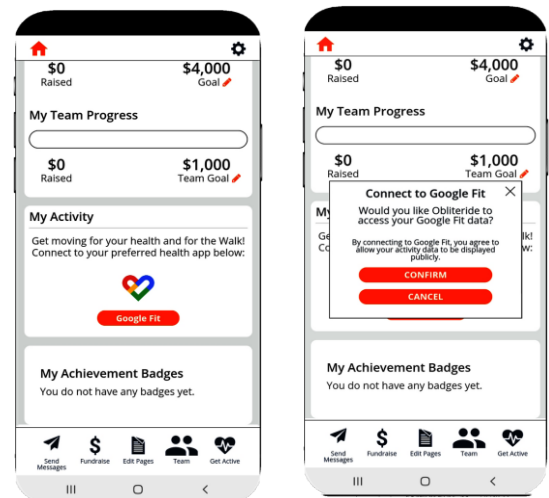 $0 $4,000
Raised Goal
My Team Progress
$0 $1,000
Raised Team Goal
My Activity
Get moving for your health and for the Walk!
Connect to your preferred health app below:
Google Fit
My Achievement Badges
You do not have any badges yet.
Send Messages Fundraise Edit Pages Team Get Active
$0 $4,000
Raised Goal
My Team Progress
$0 $1,000
Raised Team Goal
Connect to Google Fit
Would you like Obliteride to
access your Google Fit data?
By connecting to Google Fit, you agree to
allow your activity data to be displayed
publicly.
CONFIRM
CANCEL
My Achievement Badges
You do not have any badges yet.
Send Messages Fundraise Edit Pages Team Get Active